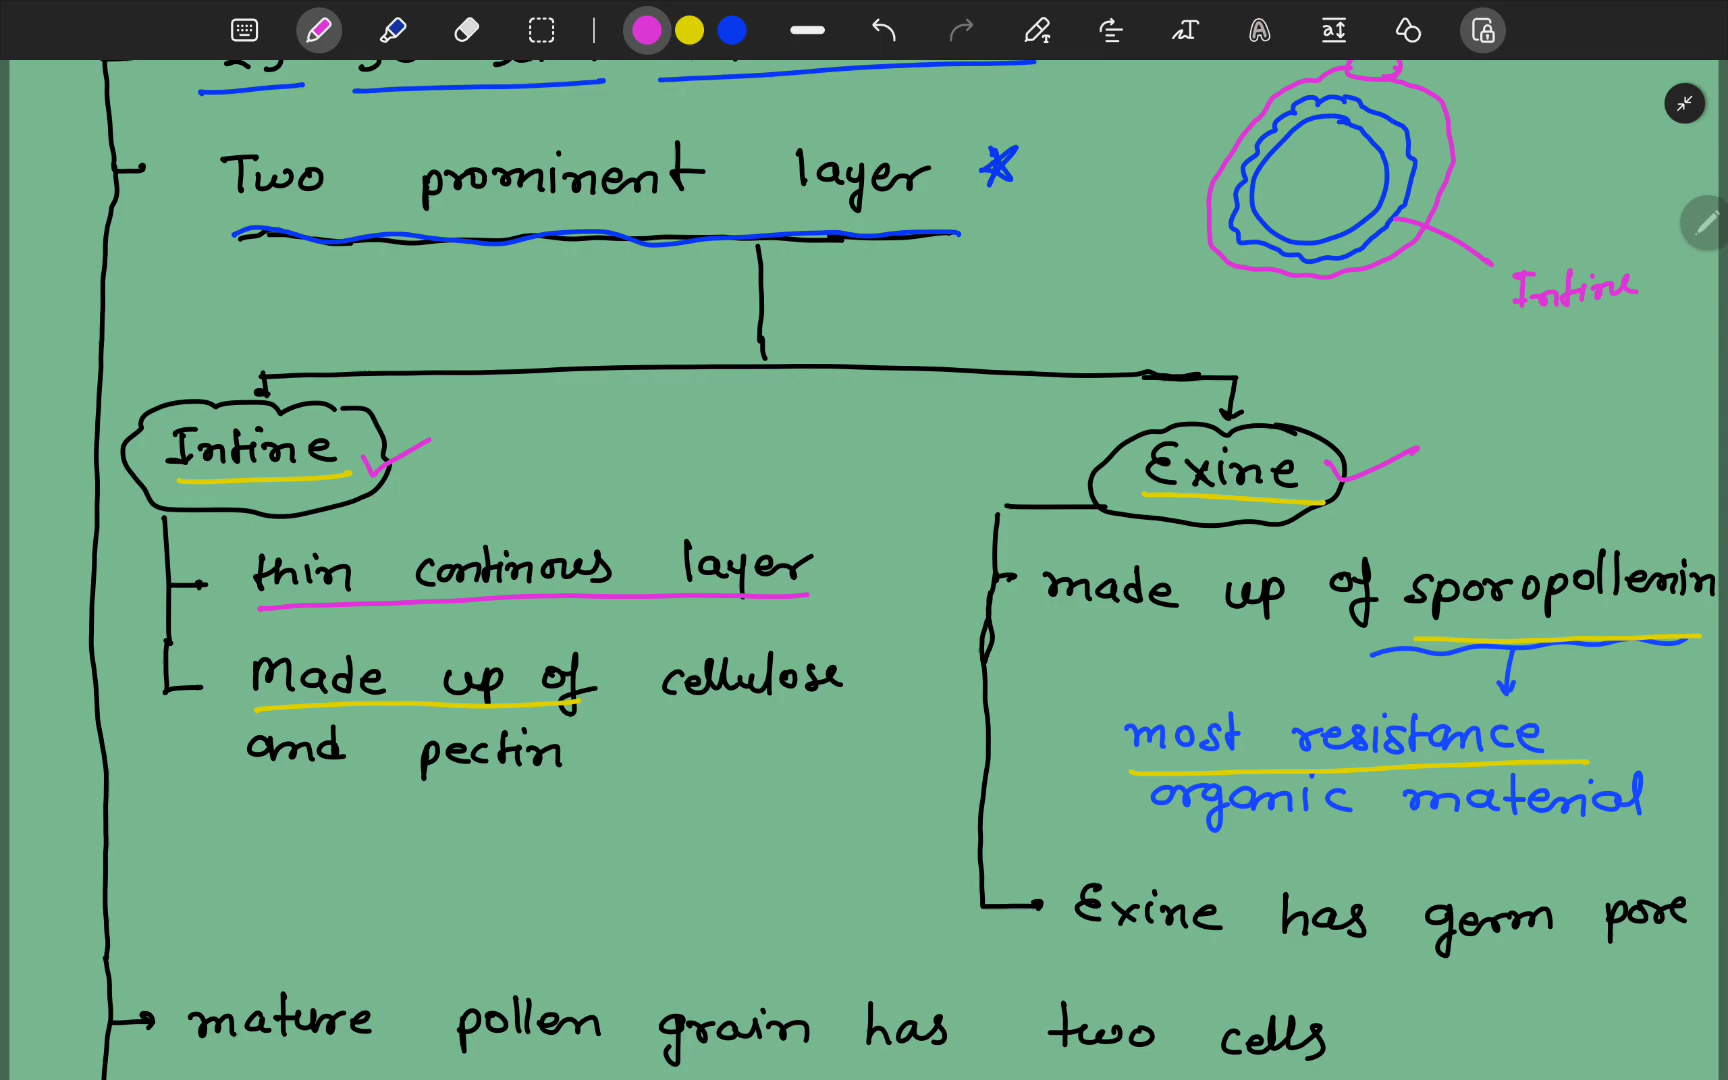 Two prominent layer
Intine
Intine
Exine
thin continous layer
Made up of cellulose
and pectin
made up of sporopollenin
most resistance
organic material
Exine has germ pore
mature pollen grain has two cells